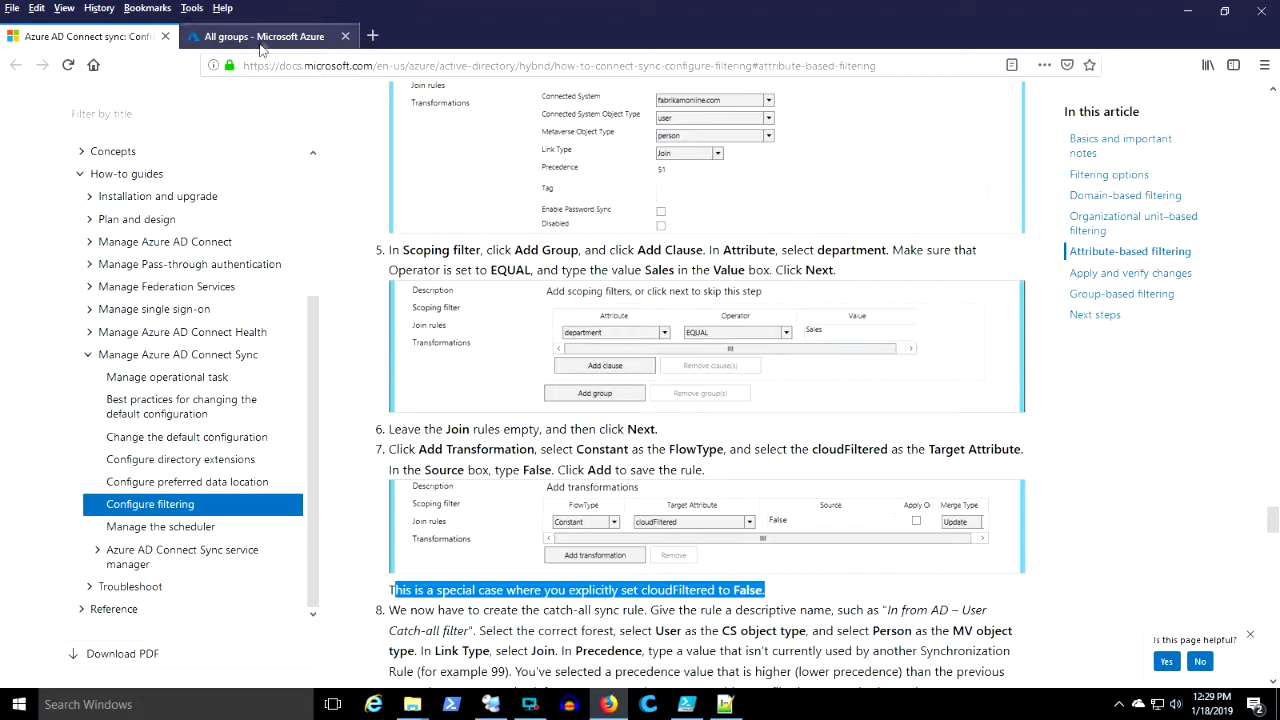 File Edit View History Bookmarks Tools Help
Azure AD Connect sync: Confi
All groups - Microsoft Azure
https://docs.microsoft.com/en-us/azure/active-directory/hybrid/how-to-connect-sync-configure-filtering#attribute-based-filtering
Filter by title
Concepts
How-to guides
Installation and upgrade
Plan and design
Manage Azure AD Connect
Manage Pass-through authentication
Manage Federation Services
Manage single sign-on
Manage Azure AD Connect Health
Manage Azure AD Connect Sync
Manage operational task
Best practices for changing the
default configuration
Change the default configuration
Configure directory extensions
Configure preferred data location
Configure filtering
Manage the scheduler
Azure AD Connect Sync service
manager
Troubleshoot
Reference
Download PDF
Join rules
Transformations
Connected System fabrikamonline.com
Connected System Object Type user
Metaverse Object Type person
Link Type Join
Precedence 51
Tag
Enable Password Sync
Disabled
5. In Scoping filter, click Add Group, and click Add Clause. In Attribute, select department. Make sure that
Operator is set to EQUAL, and type the value Sales in the Value box. Click Next.
Description
Scoping filter
Join rules
Transformations
Add scoping filters, or click next to skip this step
Attribute Operator Value
department EQUAL Sales
Add clause Remove clause(s)
Add group Remove group(s)
6. Leave the Join rules empty, and then click Next.
7. Click Add Transformation, select Constant as the FlowType, and select the cloudFiltered as the Target Attribute.
In the Source box, type False. Click Add to save the rule.
Description
Scoping filter
Join rules
Transformations
Add transformations
FlowType Target Attribute Source Apply O Merge Type
Constant cloudFiltered False Update
Add transformation Remove
This is a special case where you explicitly set cloudFiltered to False.
8. We now have to create the catch-all sync rule. Give the rule a descriptive name, such as "In from AD – User
Catch-all filter". Select the correct forest, select User as the CS object type, and select Person as the MV object
type. In Link Type, select Join. In Precedence, type a value that isn't currently used by another Synchronization
Rule (for example 99). You've selected a precedence value that is higher (lower precedence) than the previous
In this article
Basics and important
notes
Filtering options
Domain-based filtering
Organizational unit–based
filtering
Attribute-based filtering
Apply and verify changes
Group-based filtering
Next steps
Is this page helpful?
Yes No
Search Windows
12:29 PM
1/18/2019
2